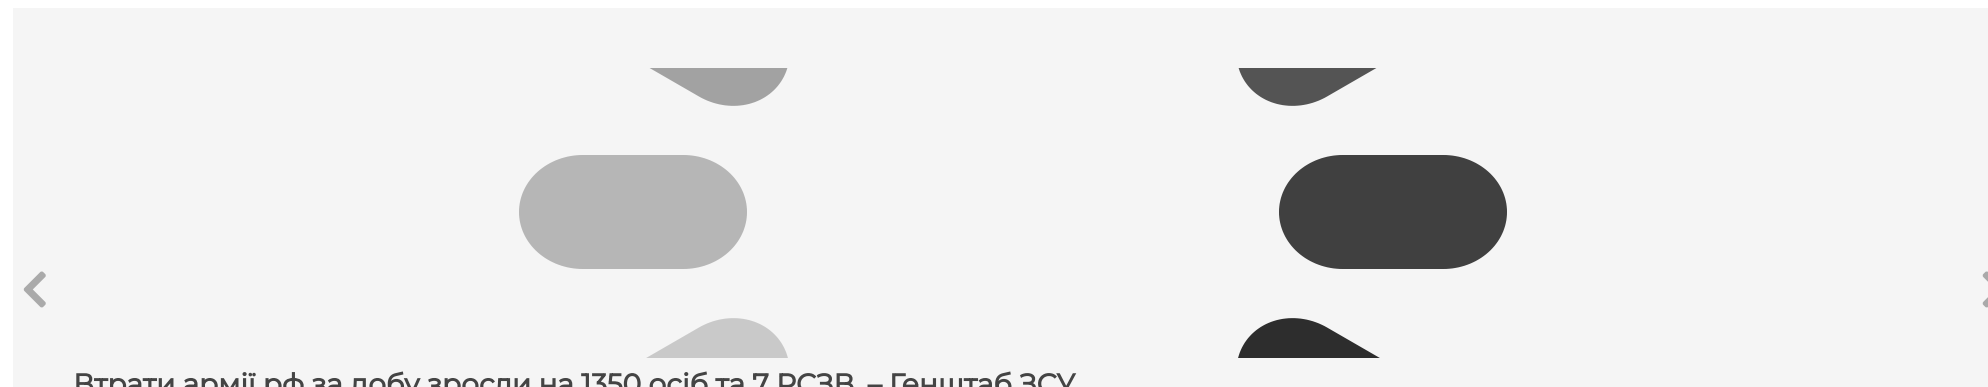 Втрати армії рф за добу зросли на 1350 осіб та 7 РСЗВ, – Генштаб ЗСУ